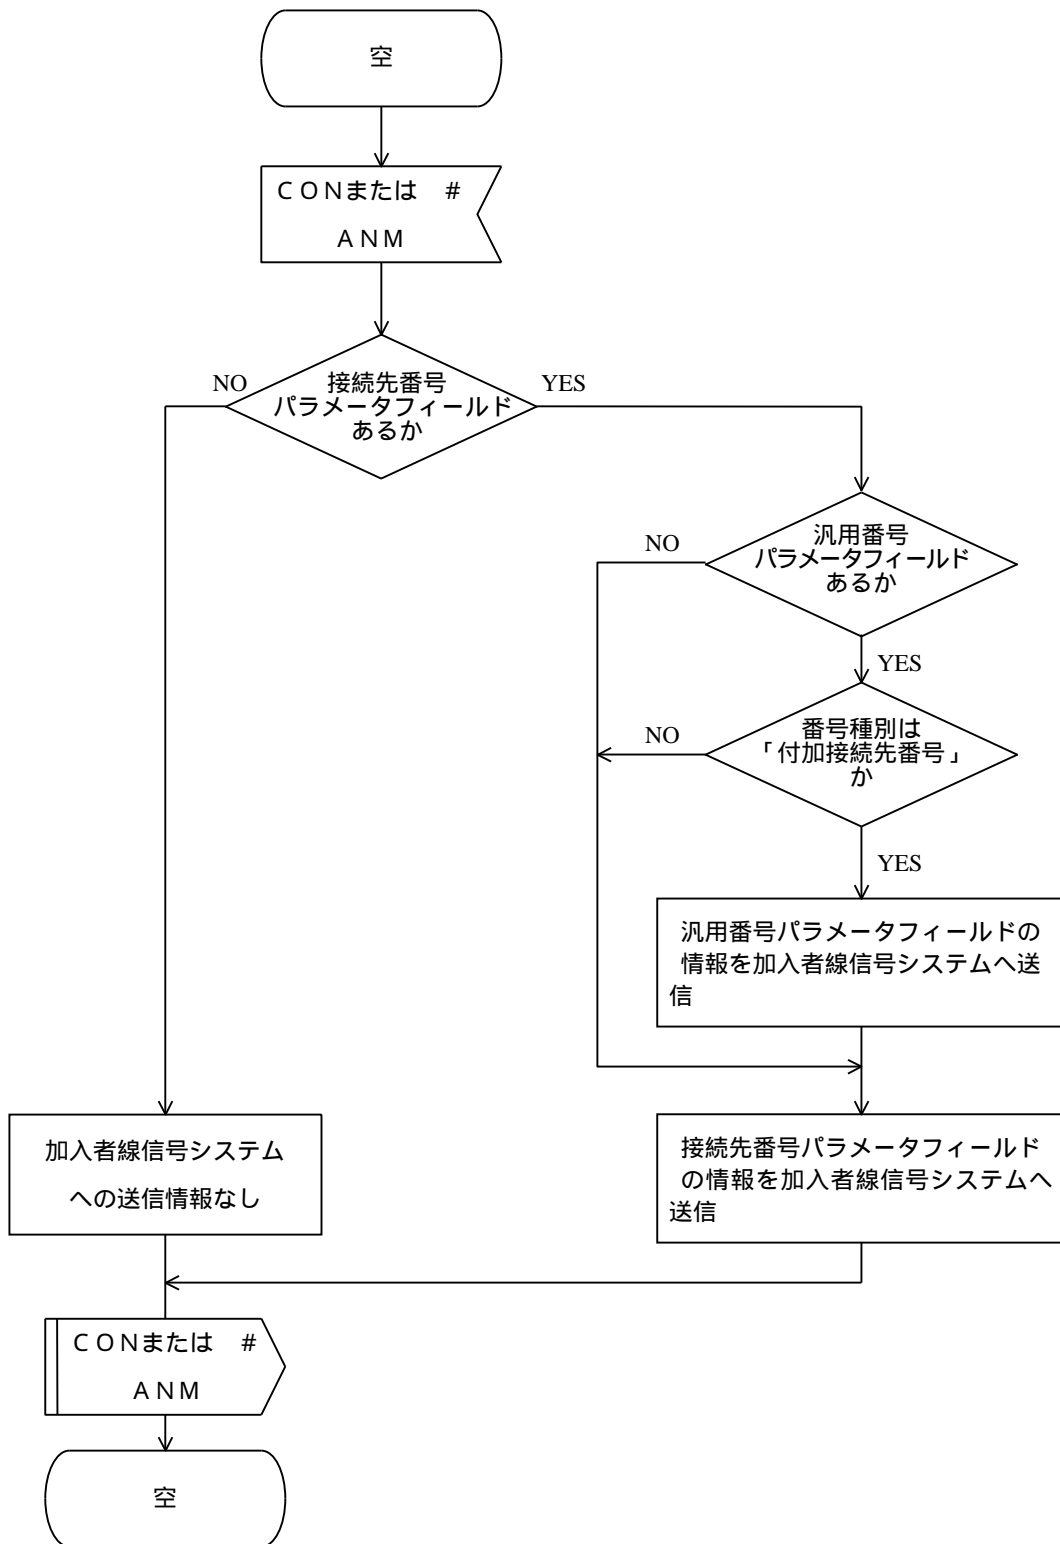 空
CONまたは #
ANM
NO
接続先番号
パラメータフィールド
あるか
YES
NO
汎用番号
パラメータフィールド
あるか
YES
NO
番号種別は
「付加接続先番号」
か
YES
汎用番号パラメータフィールドの
情報を加入者線信号システムへ送
信
加入者線信号システム
への送信情報なし
接続先番号パラメータフィールド
の情報を加入者線信号システムへ
送信
CONまたは #
ANM
空